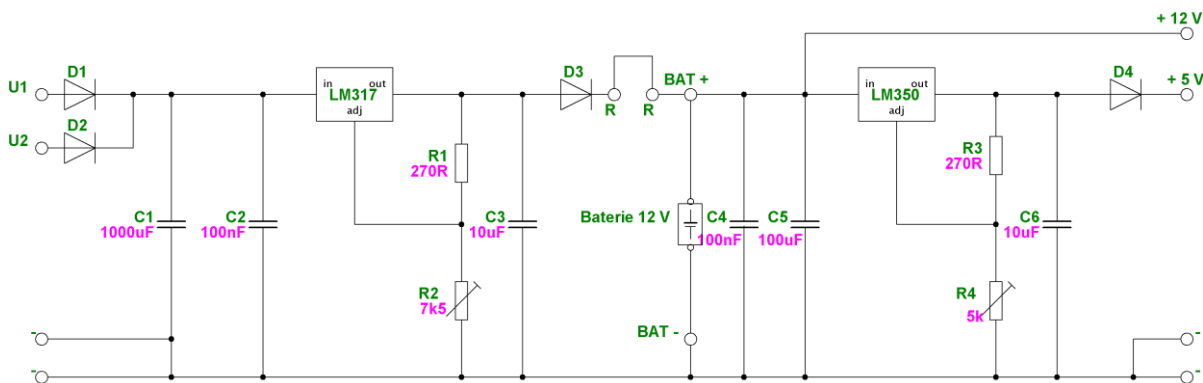 + 12 V
U1
D1
in out
LM317
adj
D3
R
R
BAT +
in out
LM350
adj
D4
+ 5 V
U2
D2
R1
270R
R3
270R
C1
1000uF
C2
100nF
C3
10uF
Baterie 12 V
C4
100nF
C5
100uF
C6
10uF
R2
7k5
R4
5k
-
BAT -
-
-
-